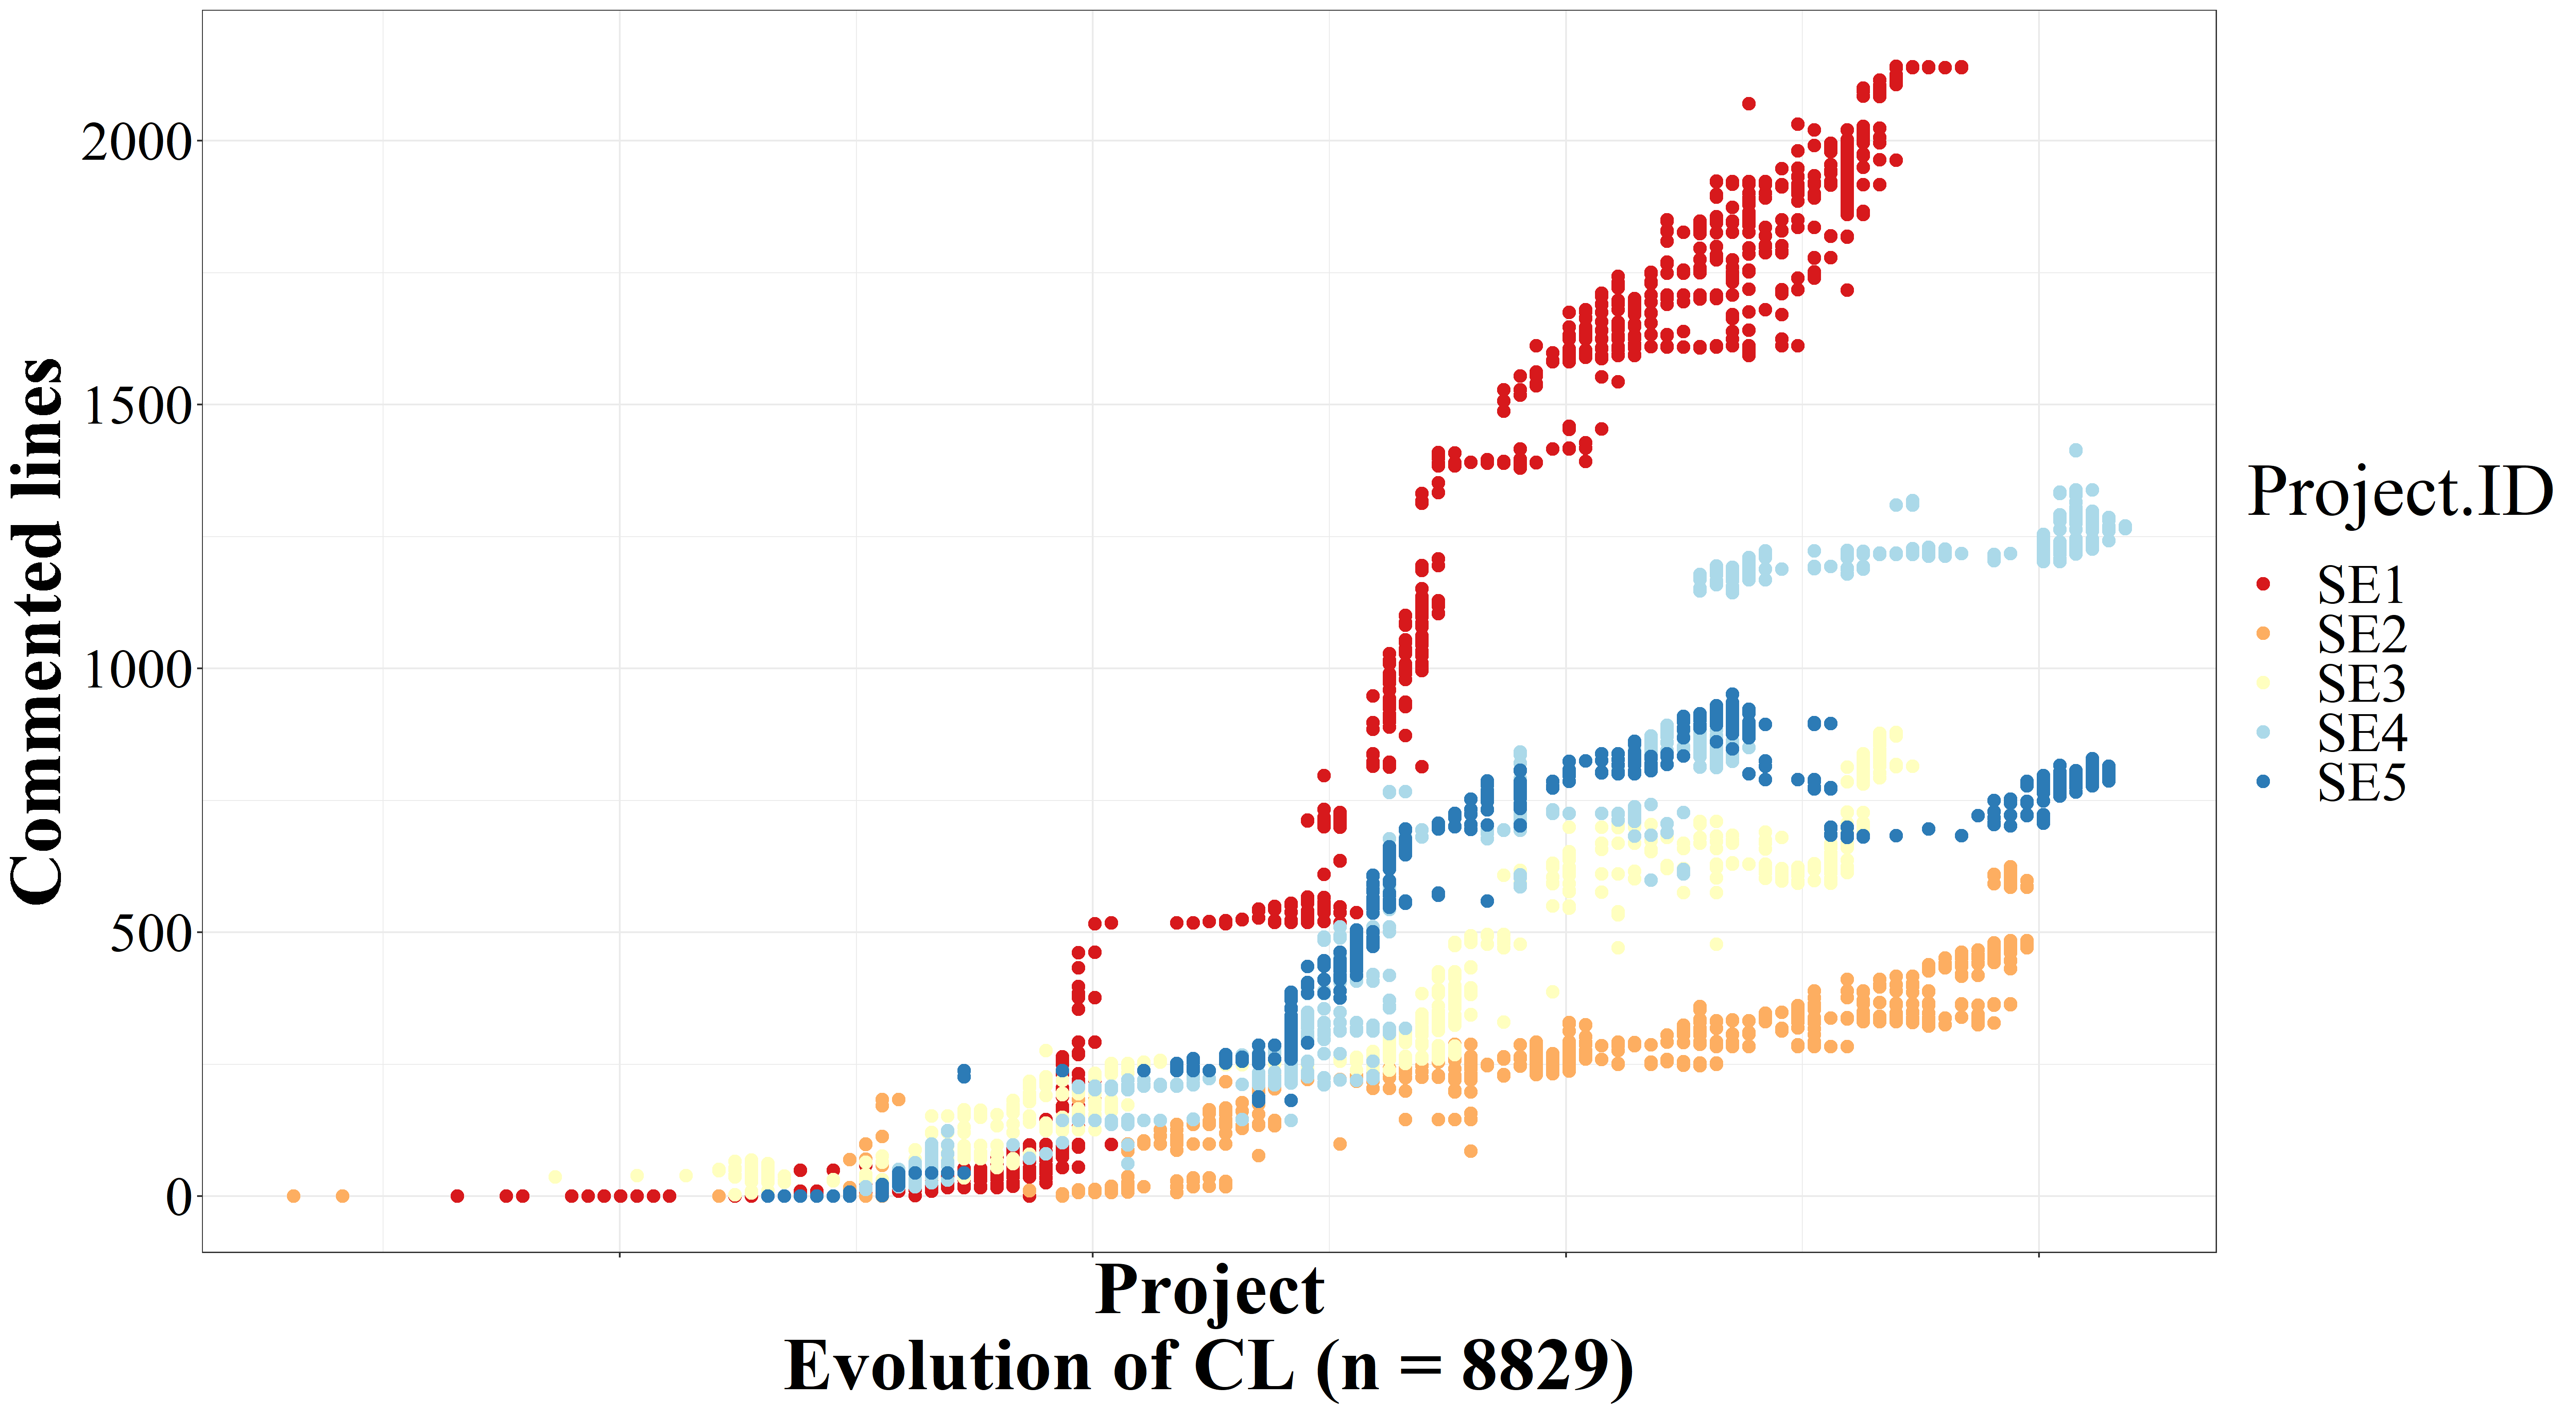 Commented lines
2000
1500
1000
500
0
Project
Evolution of CL (n = 8829)
Project.ID
SE1
SE2
SE3
SE4
SE5